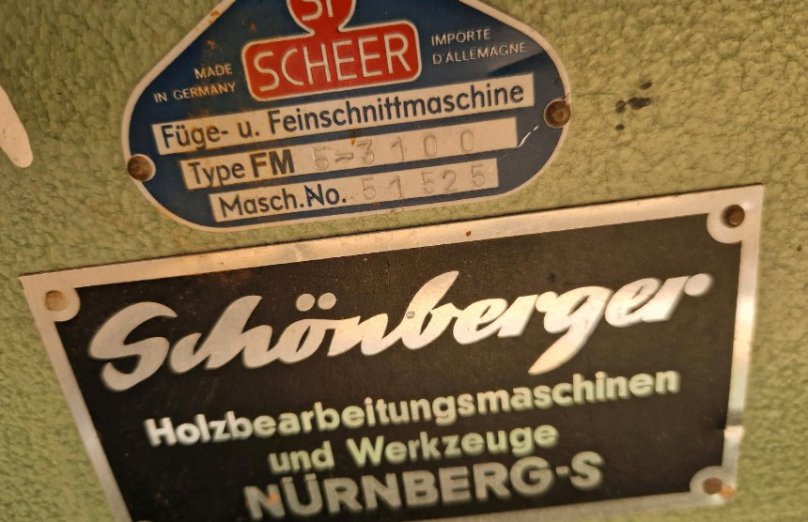 SCHEER
MADE
IN GERMANY
IMPORTE
D'ALLEMAGNE
Füge- u. Feinschnittmaschine
Type FM 5-3100
Masch.No. 51525
Schönberger
Holzbearbeitungsmaschinen
und Werkzeuge
NÜRNBERG-S